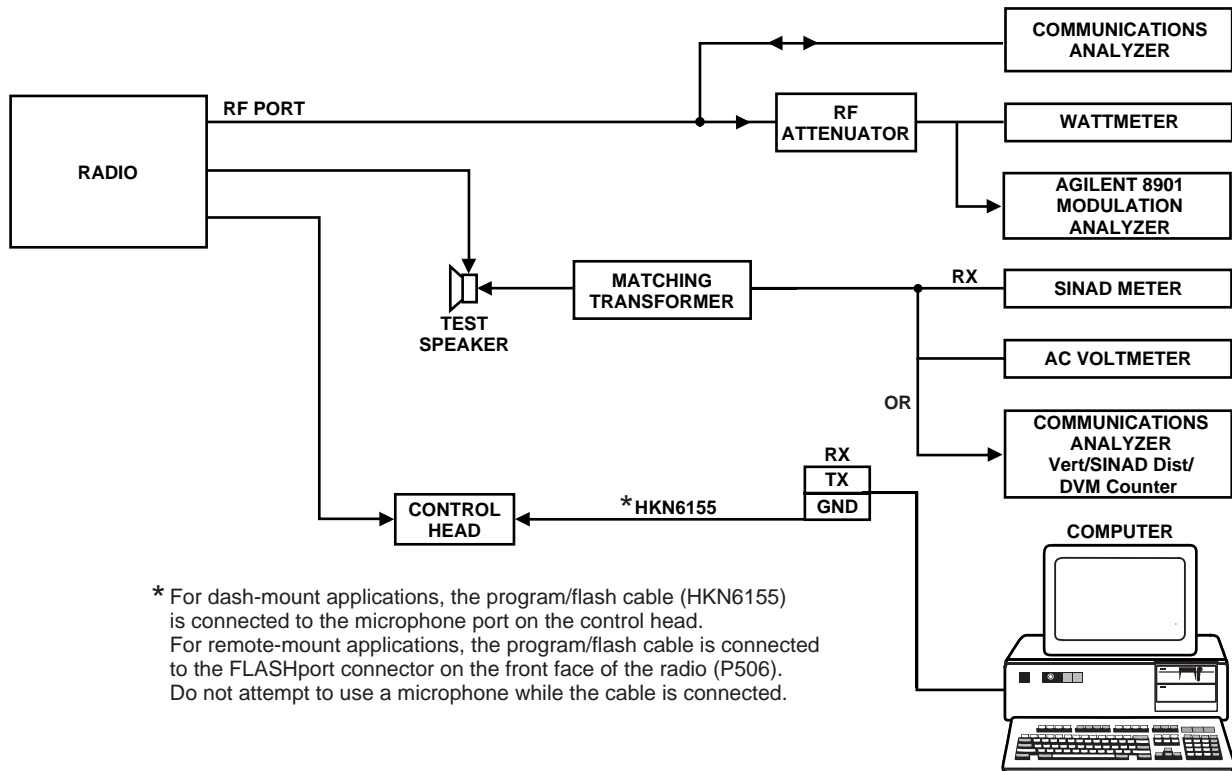 COMMUNICATIONS
ANALYZER
RF PORT
RF
ATTENUATOR
WATTMETER
RADIO
AGILENT 8901
MODULATION
ANALYZER
MATCHING
TRANSFORMER
RX
SINAD METER
TEST
SPEAKER
AC VOLTMETER
OR
COMMUNICATIONS
ANALYZER
Vert/SINAD Dist/
DVM Counter
RX
TX
GND
CONTROL
HEAD
*HKN6155
COMPUTER
* For dash-mount applications, the program/flash cable (HKN6155)
is connected to the microphone port on the control head.
For remote-mount applications, the program/flash cable is connected
to the FLASHport connector on the front face of the radio (P506).
Do not attempt to use a microphone while the cable is connected.